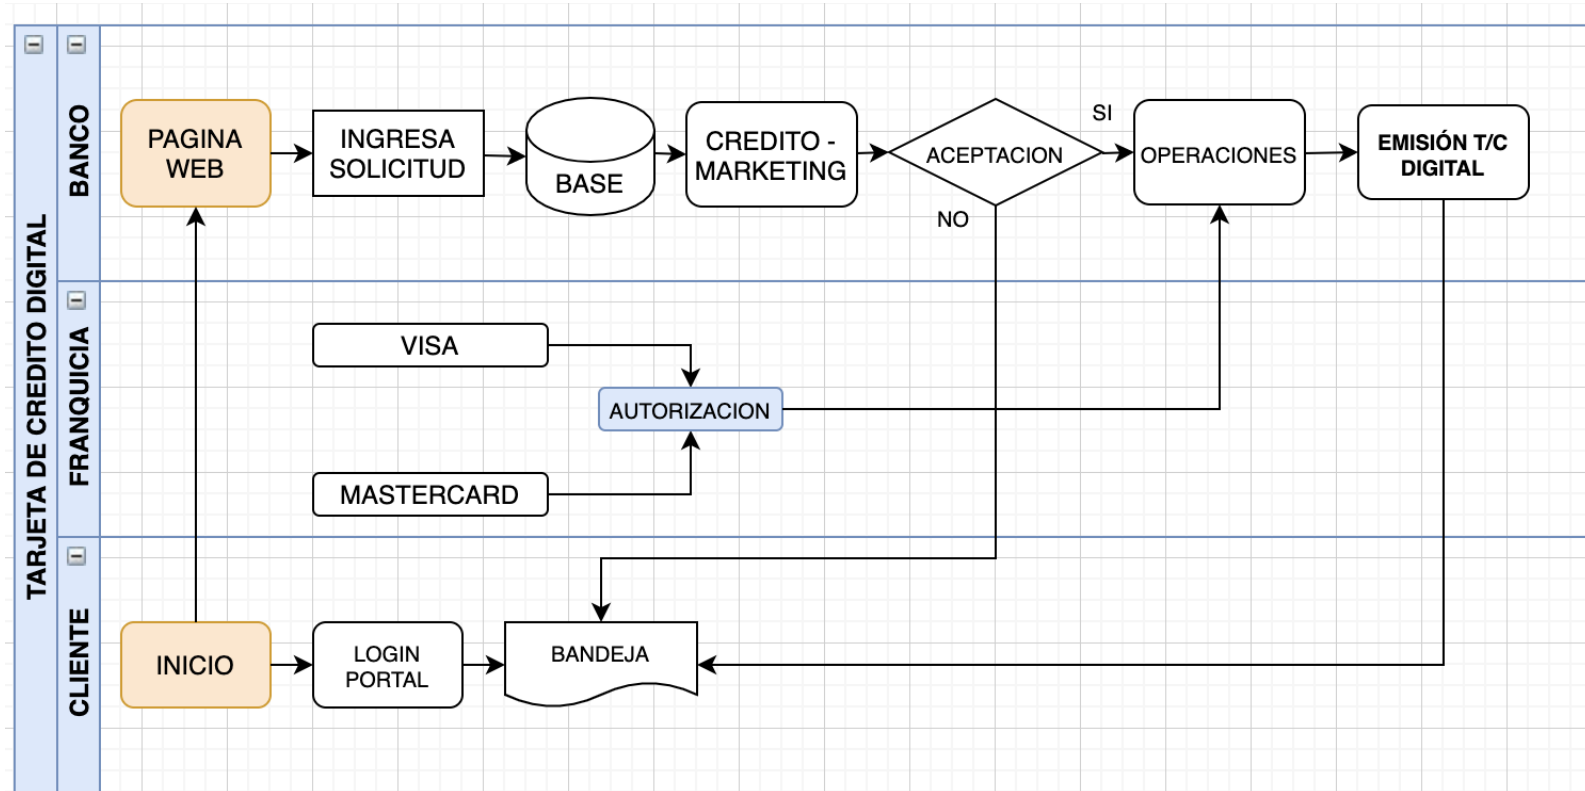 TARJETA DE CREDITO DIGITAL
BANCO
PAGINA
WEB
INGRESA
SOLICITUD
BASE
CREDITO -
MARKETING
ACEPTACION
SI
NO
OPERACIONES
EMISIÓN T/C
DIGITAL
FRANQUICIA
VISA
AUTORIZACION
MASTERCARD
CLIENTE
INICIO
LOGIN
PORTAL
BANDEJA